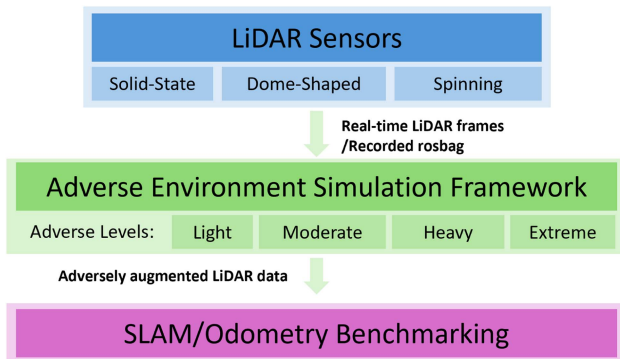 LiDAR Sensors
Solid-State Dome-Shaped Spinning
Real-time LiDAR frames
/Recorded rosbag
Adverse Environment Simulation Framework
Adverse Levels: Light Moderate Heavy Extreme
Adversely augmented LiDAR data
SLAM/Odometry Benchmarking